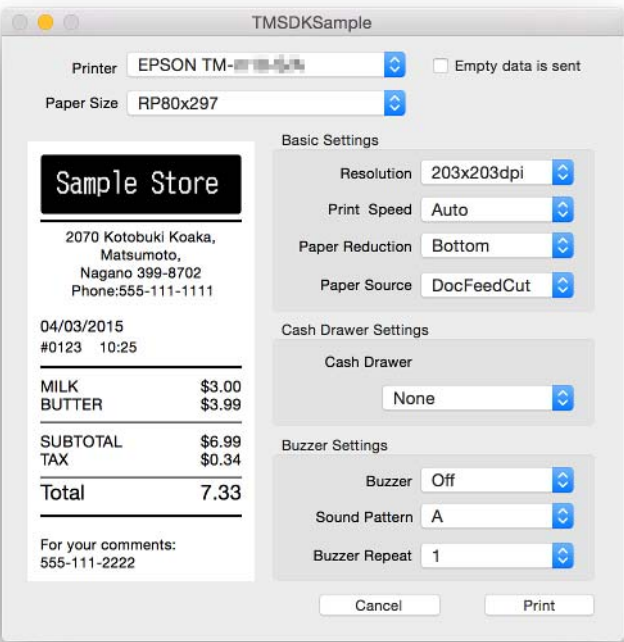 TMSDKSample
Printer EPSON TM-
Empty data is sent
Paper Size RP80x297
Sample Store
2070 Kotobuki Koaka,
Matsumoto,
Nagano 399-8702
Phone:555-111-1111
04/03/2015
#0123 10:25
MILK $3.00
BUTTER $3.99
SUBTOTAL $6.99
TAX $0.34
Total 7.33
For your comments:
555-111-2222
Basic Settings
Resolution 203x203dpi
Print Speed Auto
Paper Reduction Bottom
Paper Source DocFeedCut
Cash Drawer Settings
Cash Drawer
None
Buzzer Settings
Buzzer Off
Sound Pattern A
Buzzer Repeat 1
Cancel Print